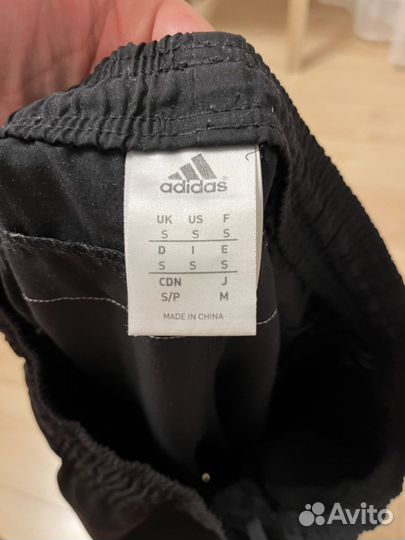 adidas®
UK US F
S S S
D I E
S S S
CDN J
S/P M
MADE IN CHINA
Avito